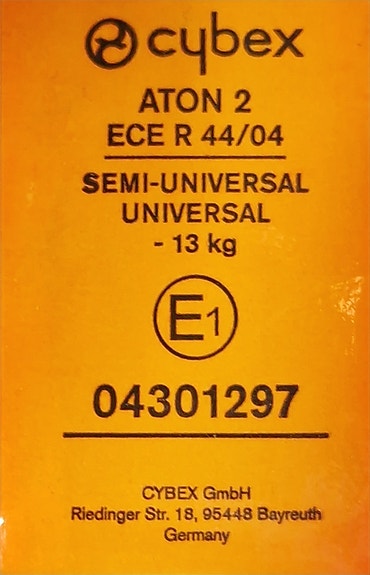 cybex
ATON 2
ECE R 44/04
SEMI-UNIVERSAL
UNIVERSAL
- 13 kg
E1
04301297
CYBEX GmbH
Riedinger Str. 18, 95448 Bayreuth
Germany